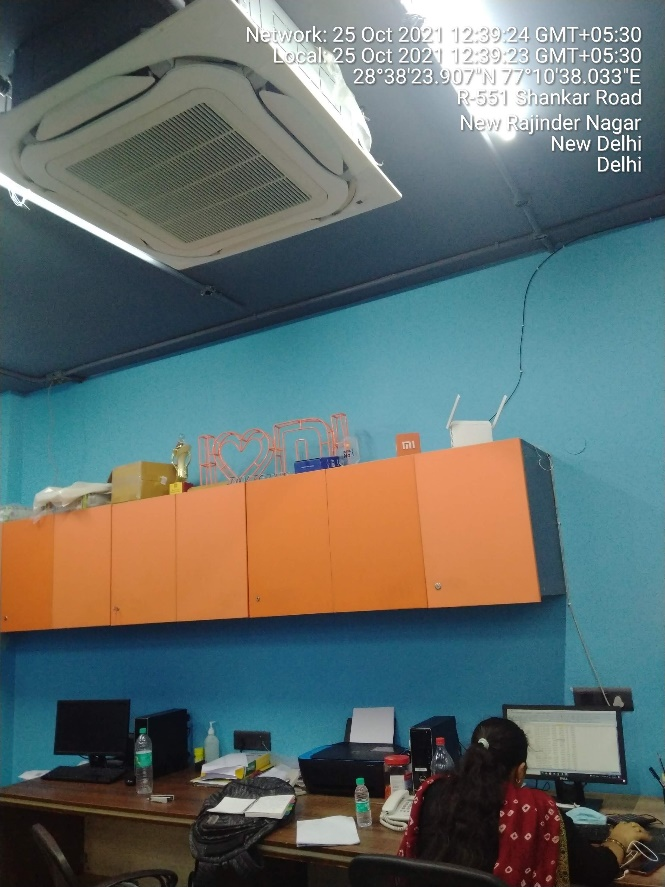 Network: 25 Oct 2021 12:39:24 GMT+05:30
Local: 25 Oct 2021 12:39:23 GMT+05:30
28°38'23.907"N 77°10'38.033"E
R-551 Shankar Road
New Rajinder Nagar
New Delhi
Delhi
I ♥ MI
MI